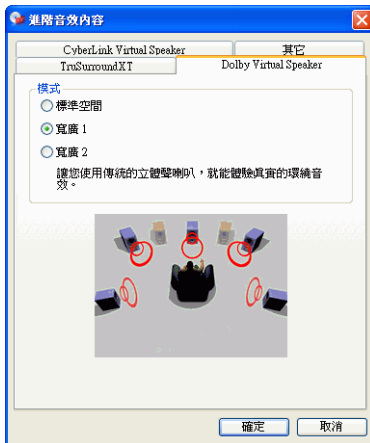 進階音效內容
CyberLink Virtual Speaker
其它
TruSurroundXT
Dolby Virtual Speaker
模式
標準空間
寬廣 1
寬廣 2
讓您使用傳統的立體聲喇叭，就能體驗真實的環繞音
效。
確定
取消